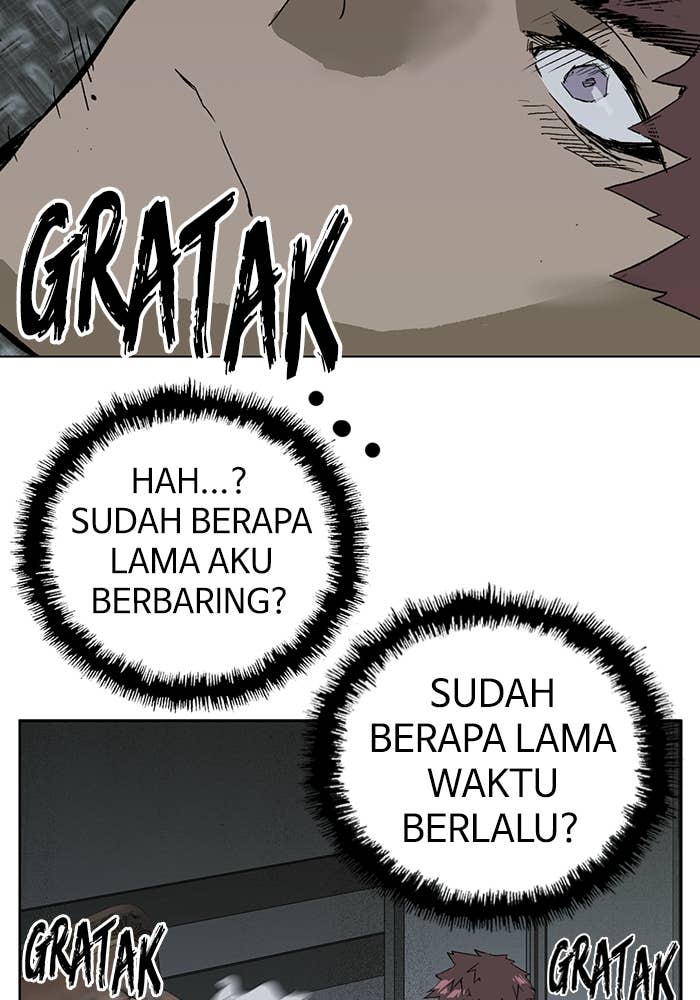 GRATAK
HAH...?
SUDAH BERAPA
LAMA AKU
BERBARING?
SUDAH
BERAPA LAMA
WAKTU
BERLALU?
GRATAK
GRATAK